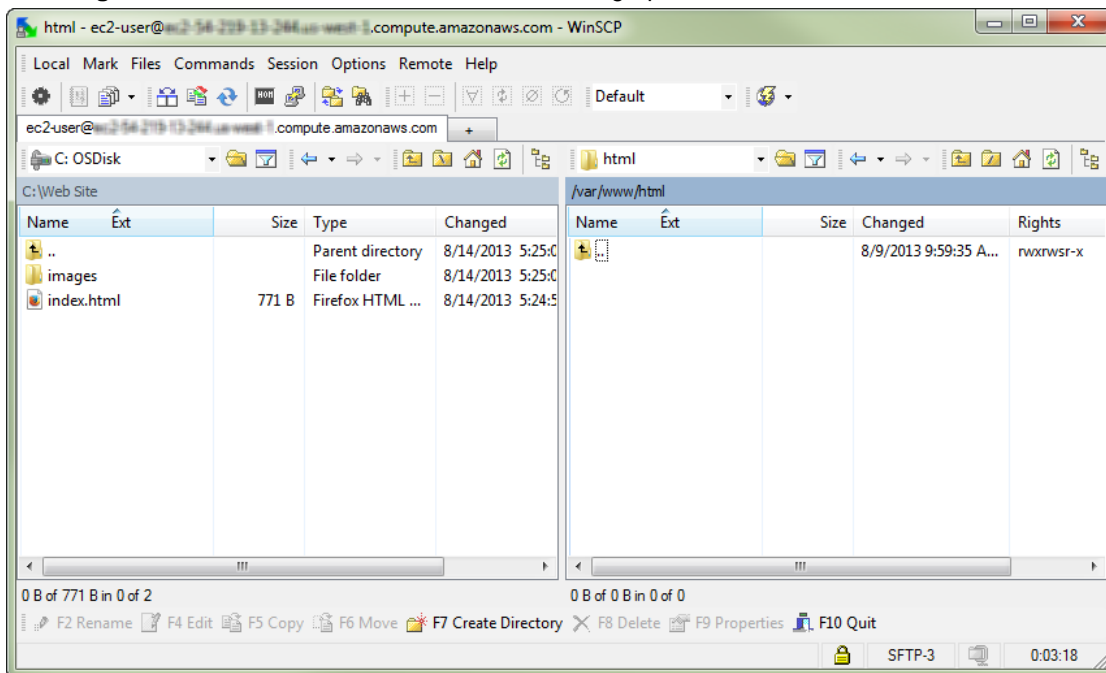 html - ec2-user@ .compute.amazonaws.com - WinSCP
Local Mark Files Commands Session Options Remote Help
Default
ec2-user@ .compute.amazonaws.com +
C: OSDisk html
C:\Web Site /var/www/html
Name Ext Size Type Changed Name Ext Size Changed Rights
.. Parent directory 8/14/2013 5:25:0 .. 8/9/2013 9:59:35 A... rwxrwsr-x
images File folder 8/14/2013 5:25:0
index.html 771 B Firefox HTML ... 8/14/2013 5:24:5
0 B of 771 B in 0 of 2 0 B of 0 B in 0 of 0
F2 Rename F4 Edit F5 Copy F6 Move F7 Create Directory F8 Delete F9 Properties F10 Quit
SFTP-3 0:03:18